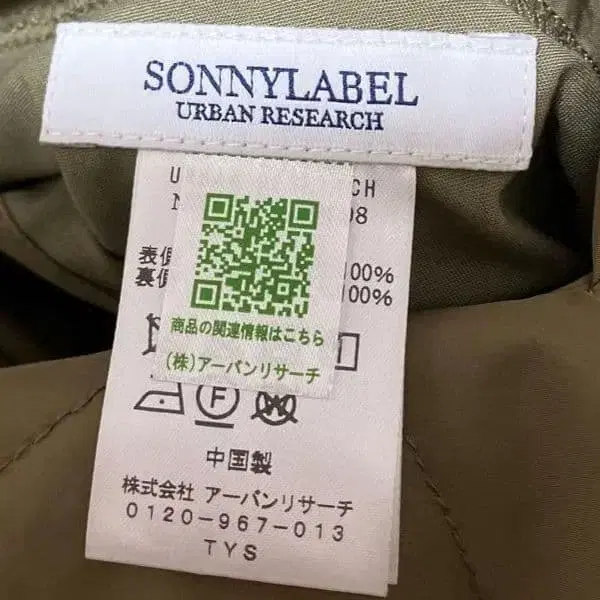 SONNYLABEL
URBAN RESEARCH
商品の関連情報はこちら
(株)アーバンリサーチ
100%
100%
F
W
中国製
株式会社 アーバンリサーチ
0120-967-013
TYS